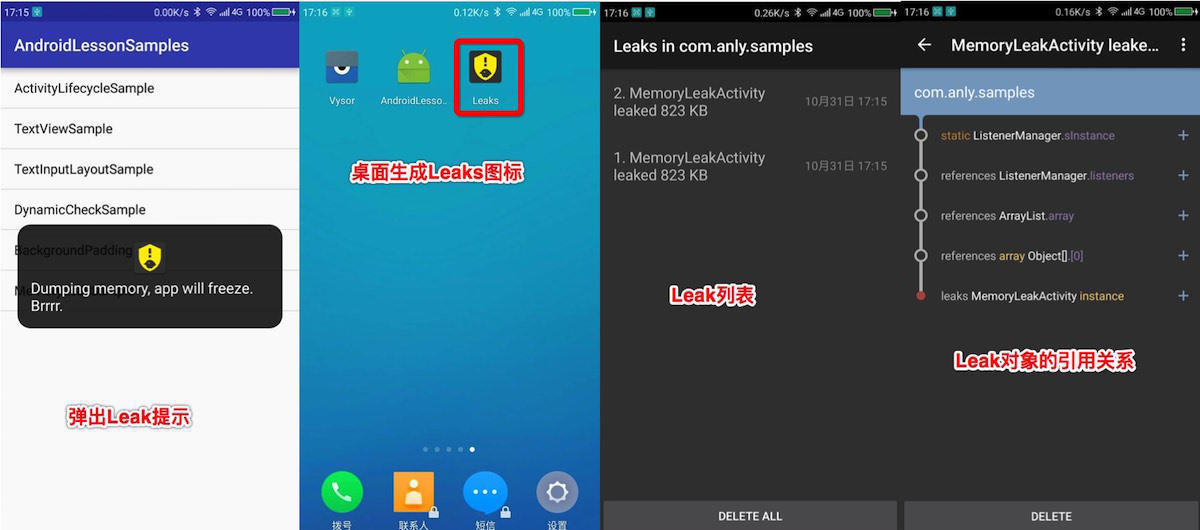 17:15
0.00K/s
4G
100%
AndroidLessonSamples
ActivityLifecycleSample
TextViewSample
TextInputLayoutSample
DynamicCheckSample
BackgroundPadding
Dumping memory, app will freeze.
Brrrr.
弹出Leak提示
17:16
0.12K/s
4G
100%
Vysor
AndroidLesso..
Leaks
桌面生成Leaks图标
拨号
联系人
短信
设置
17:16
0.26K/s
4G
100%
Leaks in com.anly.samples
2. MemoryLeakActivity
leaked 823 KB
10月31日 17:15
1. MemoryLeakActivity
leaked 823 KB
10月31日 17:15
Leak列表
DELETE ALL
17:16
0.16K/s
4G
100%
MemoryLeakActivity leake...
com.anly.samples
static ListenerManager.sInstance
references ListenerManager.listeners
references ArrayList.array
references array Object[].[0]
leaks MemoryLeakActivity instance
Leak对象的引用关系
DELETE